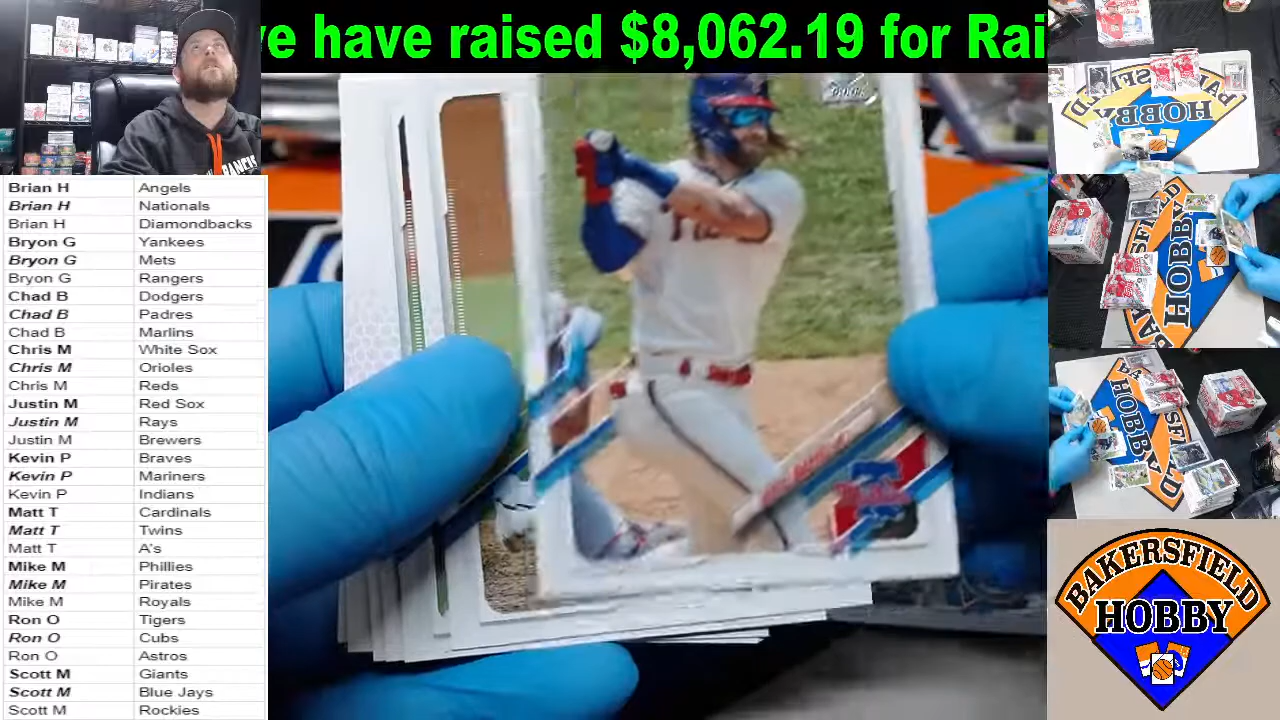 ve have raised $8,062.19 for Rai
Brian H Angels
Brian H Nationals
Brian H Diamondbacks
Bryon G Yankees
Bryon G Mets
Bryon G Rangers
Chad B Dodgers
Chad B Padres
Chad B Marlins
Chris M White Sox
Chris M Orioles
Chris M Reds
Justin M Red Sox
Justin M Rays
Justin M Brewers
Kevin P Braves
Kevin P Mariners
Kevin P Indians
Matt T Cardinals
Matt T Twins
Matt T A's
Mike M Phillies
Mike M Pirates
Mike M Royals
Ron O Tigers
Ron O Cubs
Ron O Astros
Scott M Giants
Scott M Blue Jays
Scott M Rockies
HOBBY
HOBBY
HOBBY
BAKERSFIELD
HOBBY